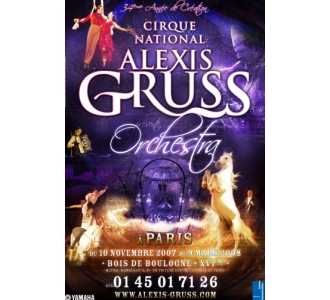 34ème Année de Création
CIRQUE
NATIONAL
ALEXIS
GRUSS
Orchestra
à PARIS
DU 10 NOVEMBRE 2007 AU 9 MARS 2008
• BOIS DE BOULOGNE • XVIème
01 45 01 71 26
WWW.ALEXIS-GRUSS.COM
YAMAHA